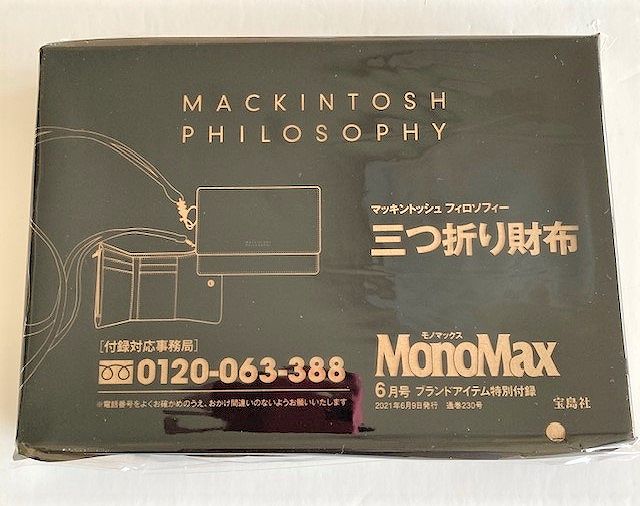 MACKINTOSH
PHILOSOPHY
マッキントッシュ フィロソフィー
三つ折り財布
[付録対応事務局]
0120-063-388
※電話番号をよくお確かめのうえ、おかけ間違いのないようお願いいたします
モノマックス
MonoMax
6月号 ブランドアイテム特別付録
2021年6月9日発行 通巻230号
宝島社